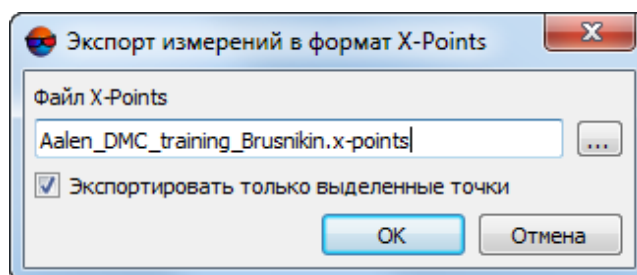 Экспорт измерений в формат X-Points
Файл X-Points
Aalen_DMC_training_Brusnikin.x-points
...
Экспортировать только выделенные точки
OK Отмена